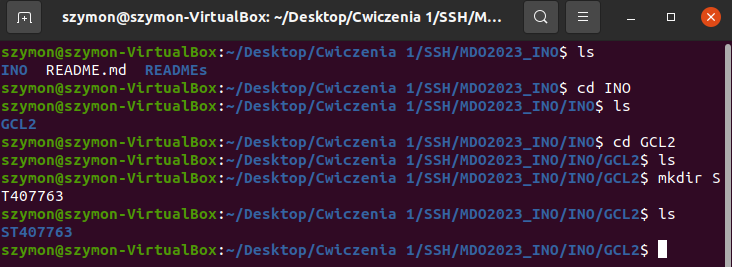 szymon@szymon-VirtualBox: ~/Desktop/Cwiczenia 1/SSH/M...
szymon@szymon-VirtualBox:~/Desktop/Cwiczenia 1/SSH/MDO2023_INO$ ls
INO  README.md  READMEs
szymon@szymon-VirtualBox:~/Desktop/Cwiczenia 1/SSH/MDO2023_INO$ cd INO
szymon@szymon-VirtualBox:~/Desktop/Cwiczenia 1/SSH/MDO2023_INO/INO$ ls
GCL2
szymon@szymon-VirtualBox:~/Desktop/Cwiczenia 1/SSH/MDO2023_INO/INO$ cd GCL2
szymon@szymon-VirtualBox:~/Desktop/Cwiczenia 1/SSH/MDO2023_INO/INO/GCL2$ ls
szymon@szymon-VirtualBox:~/Desktop/Cwiczenia 1/SSH/MDO2023_INO/INO/GCL2$ mkdir S
T407763
szymon@szymon-VirtualBox:~/Desktop/Cwiczenia 1/SSH/MDO2023_INO/INO/GCL2$ ls
ST407763
szymon@szymon-VirtualBox:~/Desktop/Cwiczenia 1/SSH/MDO2023_INO/INO/GCL2$